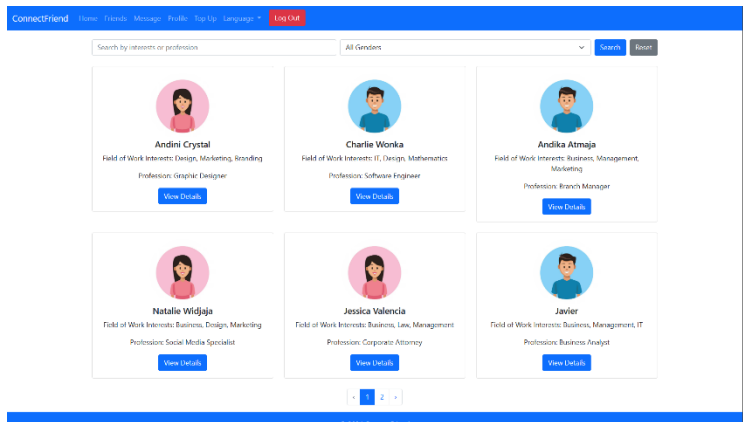 ConnectFriend Home Friends Message Profile Top Up Language Log Out
Search by interests or profession All Genders Search Reset
Andini Crystal
Field of Work Interests: Design, Marketing, Branding
Profession: Graphic Designer
View Details
Charlie Wonka
Field of Work Interests: IT, Design, Mathematics
Profession: Software Engineer
View Details
Andika Atmaja
Field of Work Interests: Business, Management,
Marketing
Profession: Branch Manager
View Details
Natalie Widjaja
Field of Work Interests: Business, Design, Marketing
Profession: Social Media Specialist
View Details
Jessica Valencia
Field of Work Interests: Business, Law, Management
Profession: Corporate Attorney
View Details
Javier
Field of Work Interests: Business, Management, IT
Profession: Business Analyst
View Details
‹ 1 2 ›